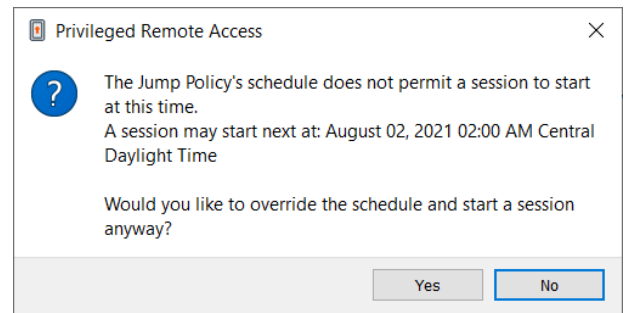 Privileged Remote Access
The Jump Policy's schedule does not permit a session to start
at this time.
A session may start next at: August 02, 2021 02:00 AM Central
Daylight Time
Would you like to override the schedule and start a session
anyway?
Yes
No